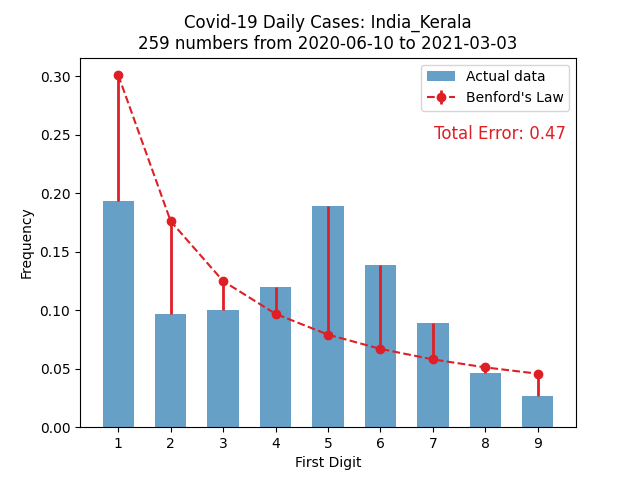 Covid-19 Daily Cases: India_Kerala
259 numbers from 2020-06-10 to 2021-03-03
Actual data
Benford's Law
Total Error: 0.47
Frequency
0.30
0.25
0.20
0.15
0.10
0.05
0.00
1 2 3 4 5 6 7 8 9
First Digit